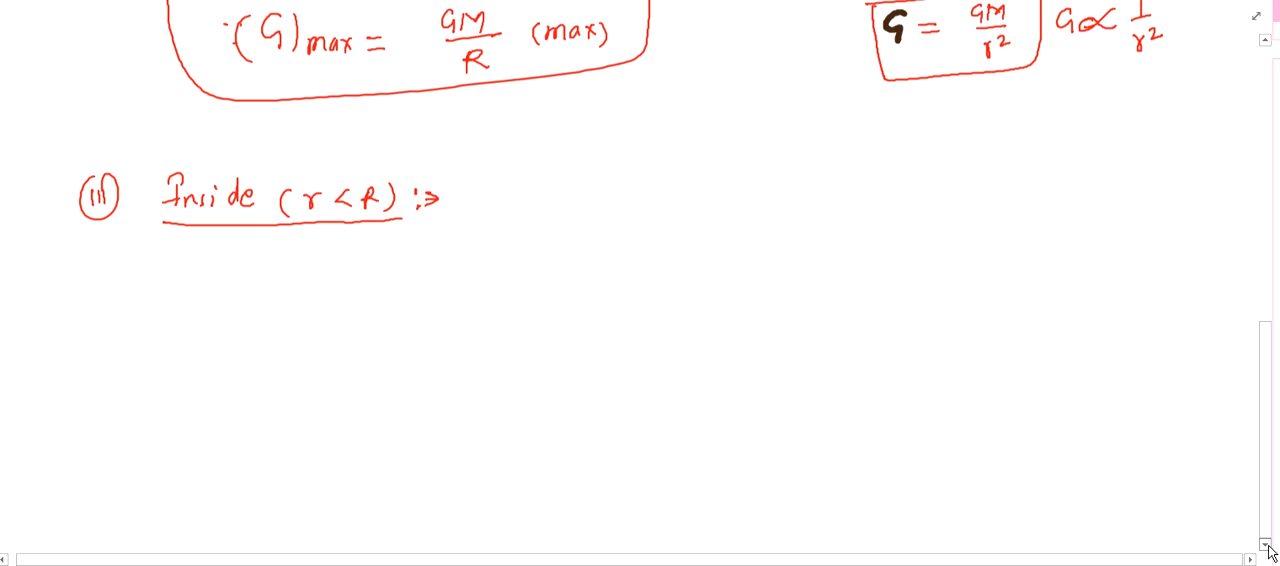 (G)max = GM/R (max)
G = GM/r² G∝ 1/r²
(iii) Inside (r < R) :→